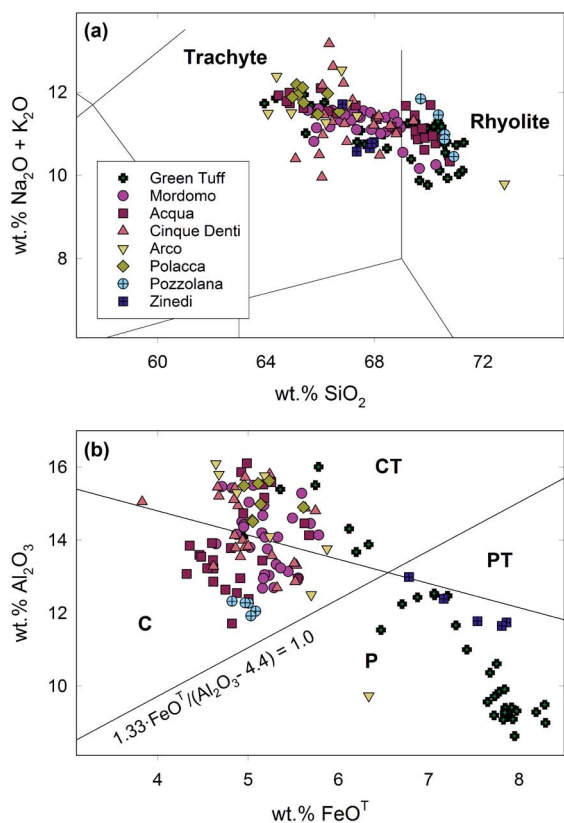 (a)
Trachyte
Rhyolite
12
10
8
wt.% Na₂O + K₂O
Green Tuff
Mordomo
Acqua
Cinque Denti
Arco
Polacca
Pozzolana
Zinedi
60
64
68
72
wt.% SiO₂
(b)
CT
PT
C
P
1.33·FeOᵀ/(Al₂O₃- 4.4) = 1.0
16
14
12
10
wt.% Al₂O₃
4
5
6
7
8
wt.% FeOᵀ